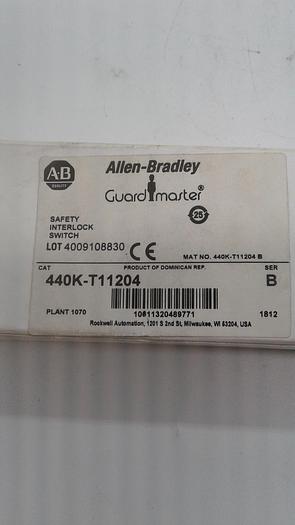 A·B
QUALITY
Allen-Bradley
Guardmaster®
25
SAFETY
INTERLOCK
SWITCH
LOT 4009108830
CE
MAT NO. 440K-T11204 B
CAT
PRODUCT OF DOMINICAN REP.
SER
440K-T11204
B
PLANT 1070
10611320489771
1812
Rockwell Automation, 1201 S 2nd St, Milwaukee, WI 53204, USA